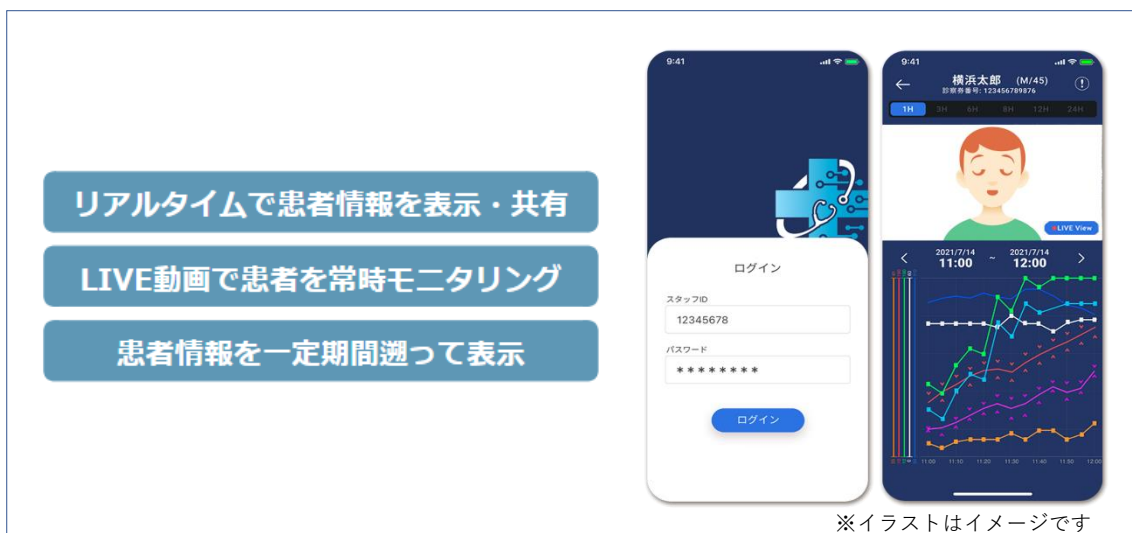 リアルタイムで患者情報を表示・共有
LIVE動画で患者を常時モニタリング
患者情報を一定期間遡って表示
9:41
ログイン
スタッフID
12345678
パスワード
********
ログイン
9:41
横浜太郎 (M/45)
診察券番号: 123456789876
1H 3H 6H 8H 12H 24H
LIVE View
2021/7/14 2021/7/14
11:00 ~ 12:00
11:00 11:10 11:20 11:30 11:40 11:50 12:00
※イラストはイメージです